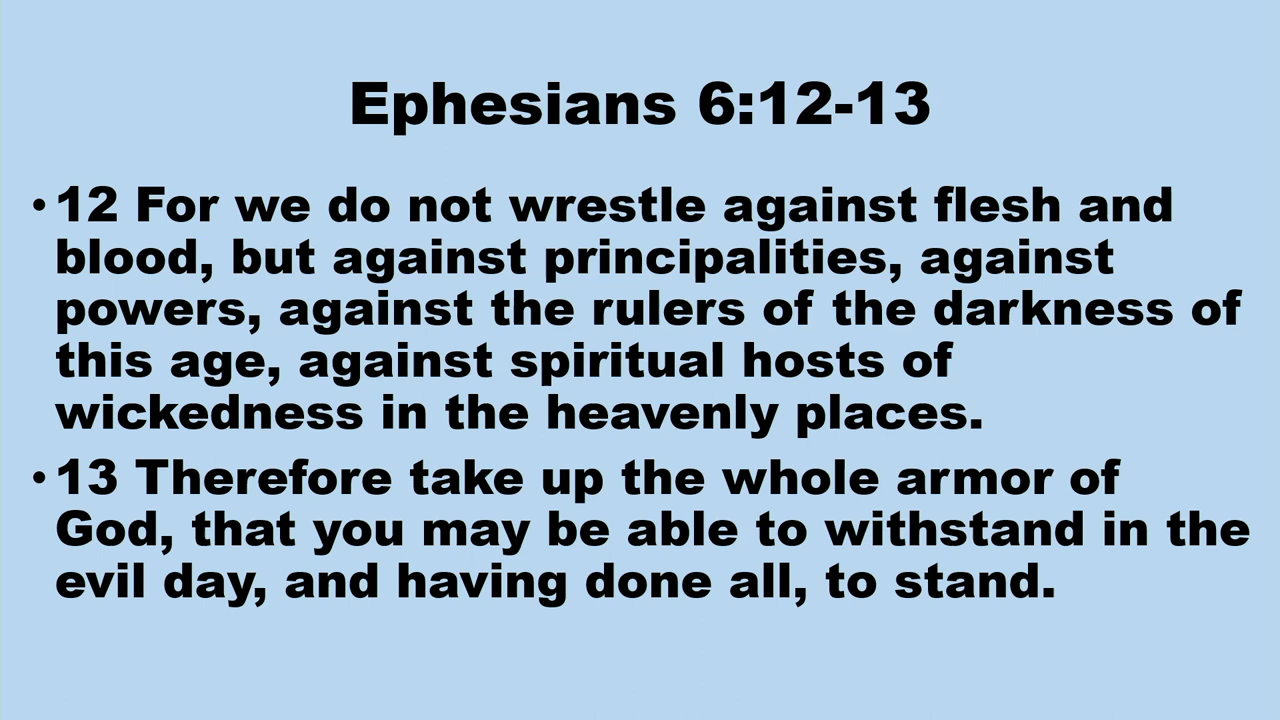 Ephesians 6:12-13
• 12 For we do not wrestle against flesh and
blood, but against principalities, against
powers, against the rulers of the darkness of
this age, against spiritual hosts of
wickedness in the heavenly places.
• 13 Therefore take up the whole armor of
God, that you may be able to withstand in the
evil day, and having done all, to stand.